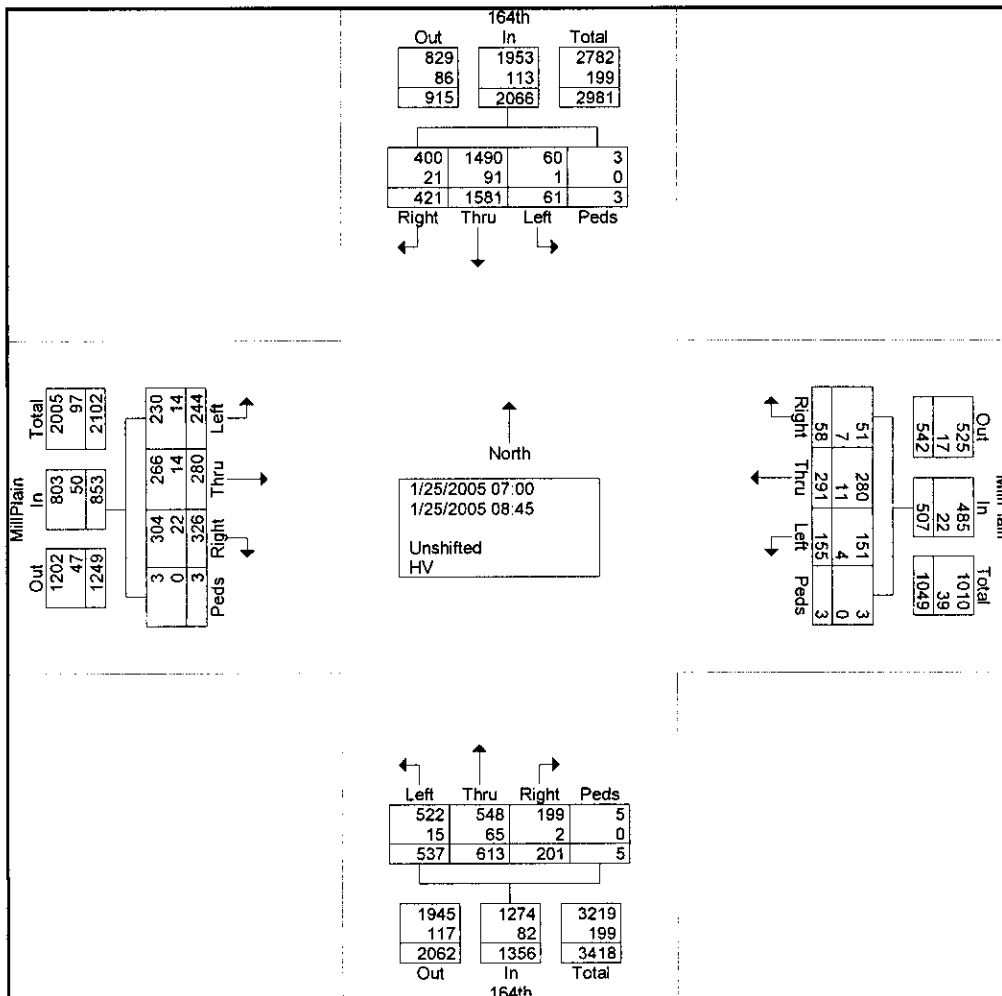 164th
Out In Total
829 1953 2782
86 113 199
915 2066 2981
400 1490 60 3
21 91 1 0
421 1581 61 3
Right Thru Left Peds
MillPlain
Total In Out
2005 803 1202
97 50 47
2102 853 1249
230 266 304 3
14 14 22 0
244 280 326 3
Left Thru Right Peds
North
1/25/2005 07:00
1/25/2005 08:45
Unshifted
HV
Out In Total
525 485 1010
17 22 39
542 507 1049
51 280 151 3
7 11 4 0
58 291 155 3
Right Thru Left Peds
Left Thru Right Peds
522 548 199 5
15 65 2 0
537 613 201 5
1945 1274 3219
117 82 199
2062 1356 3418
Out In Total
164th